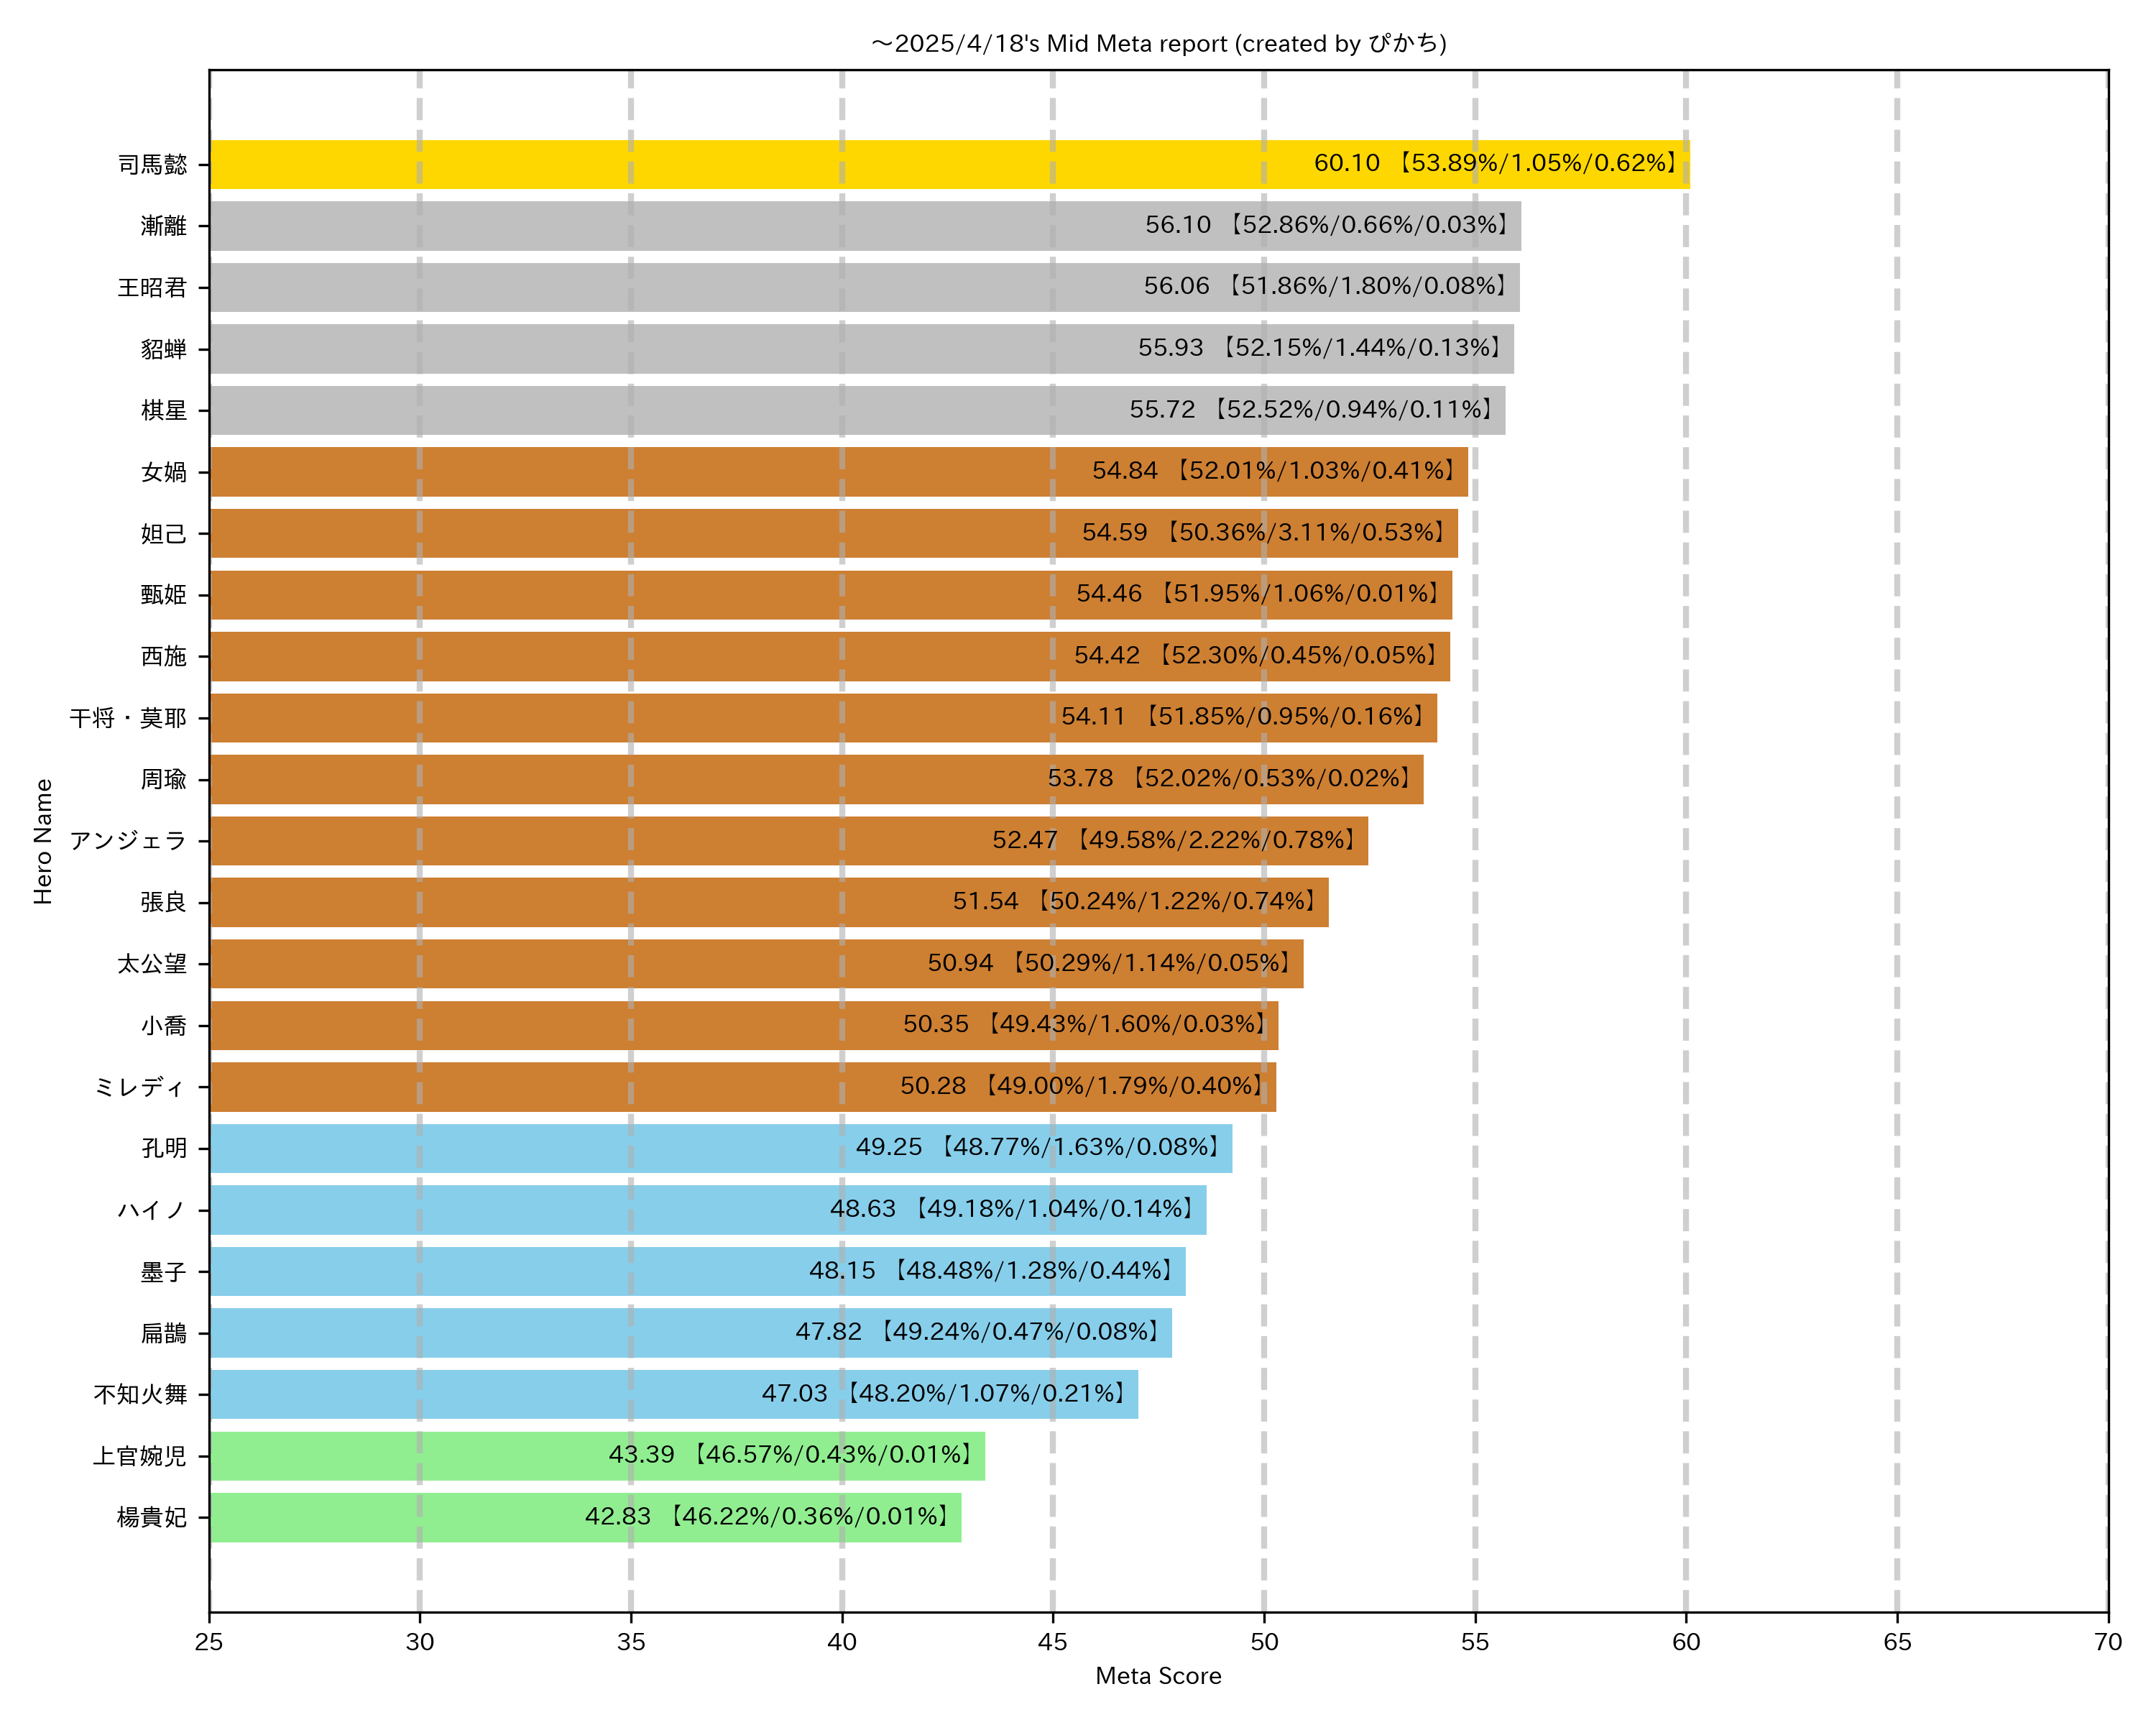 ～2025/4/18's Mid Meta report (created by ぴかち)
司馬懿 60.10 【53.89%/1.05%/0.62%】
漸離 56.10 【52.86%/0.66%/0.03%】
王昭君 56.06 【51.86%/1.80%/0.08%】
貂蝉 55.93 【52.15%/1.44%/0.13%】
棋星 55.72 【52.52%/0.94%/0.11%】
女媧 54.84 【52.01%/1.03%/0.41%】
妲己 54.59 【50.36%/3.11%/0.53%】
甄姫 54.46 【51.95%/1.06%/0.01%】
西施 54.42 【52.30%/0.45%/0.05%】
干将・莫耶 54.11 【51.85%/0.95%/0.16%】
周瑜 53.78 【52.02%/0.53%/0.02%】
アンジェラ 52.47 【49.58%/2.22%/0.78%】
張良 51.54 【50.24%/1.22%/0.74%】
太公望 50.94 【50.29%/1.14%/0.05%】
小喬 50.35 【49.43%/1.60%/0.03%】
ミレディ 50.28 【49.00%/1.79%/0.40%】
孔明 49.25 【48.77%/1.63%/0.08%】
ハイノ 48.63 【49.18%/1.04%/0.14%】
墨子 48.15 【48.48%/1.28%/0.44%】
扁鵲 47.82 【49.24%/0.47%/0.08%】
不知火舞 47.03 【48.20%/1.07%/0.21%】
上官婉児 43.39 【46.57%/0.43%/0.01%】
楊貴妃 42.83 【46.22%/0.36%/0.01%】
Hero Name
25 30 35 40 45 50 55 60 65 70
Meta Score